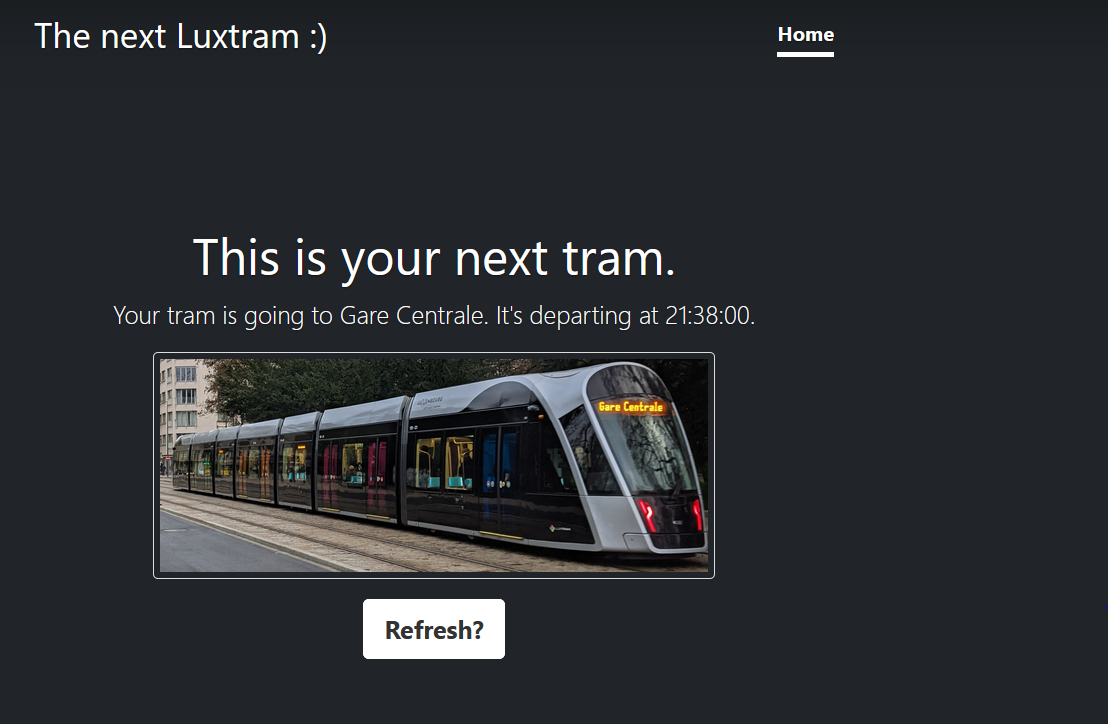 The next Luxtram :)
Home
This is your next tram.
Your tram is going to Gare Centrale. It's departing at 21:38:00.
Gare Centrale
Refresh?